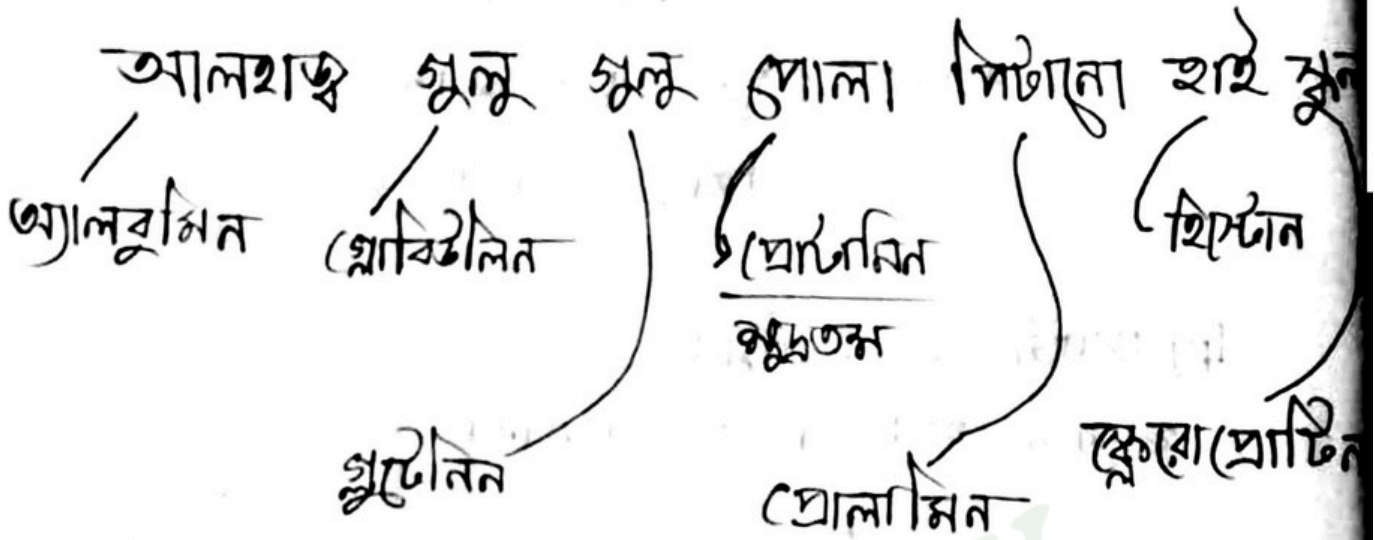 আলহাজ্ব গুলু গুলু পোলা পিটানো হাই স্কুল
অ্যালবুমিন গ্লোবিউলিন প্রোটামিন হিস্টোন
ক্ষুদ্রতম
গ্লুটেলিন প্রোলামিন স্ক্লেরোপ্রোটিন